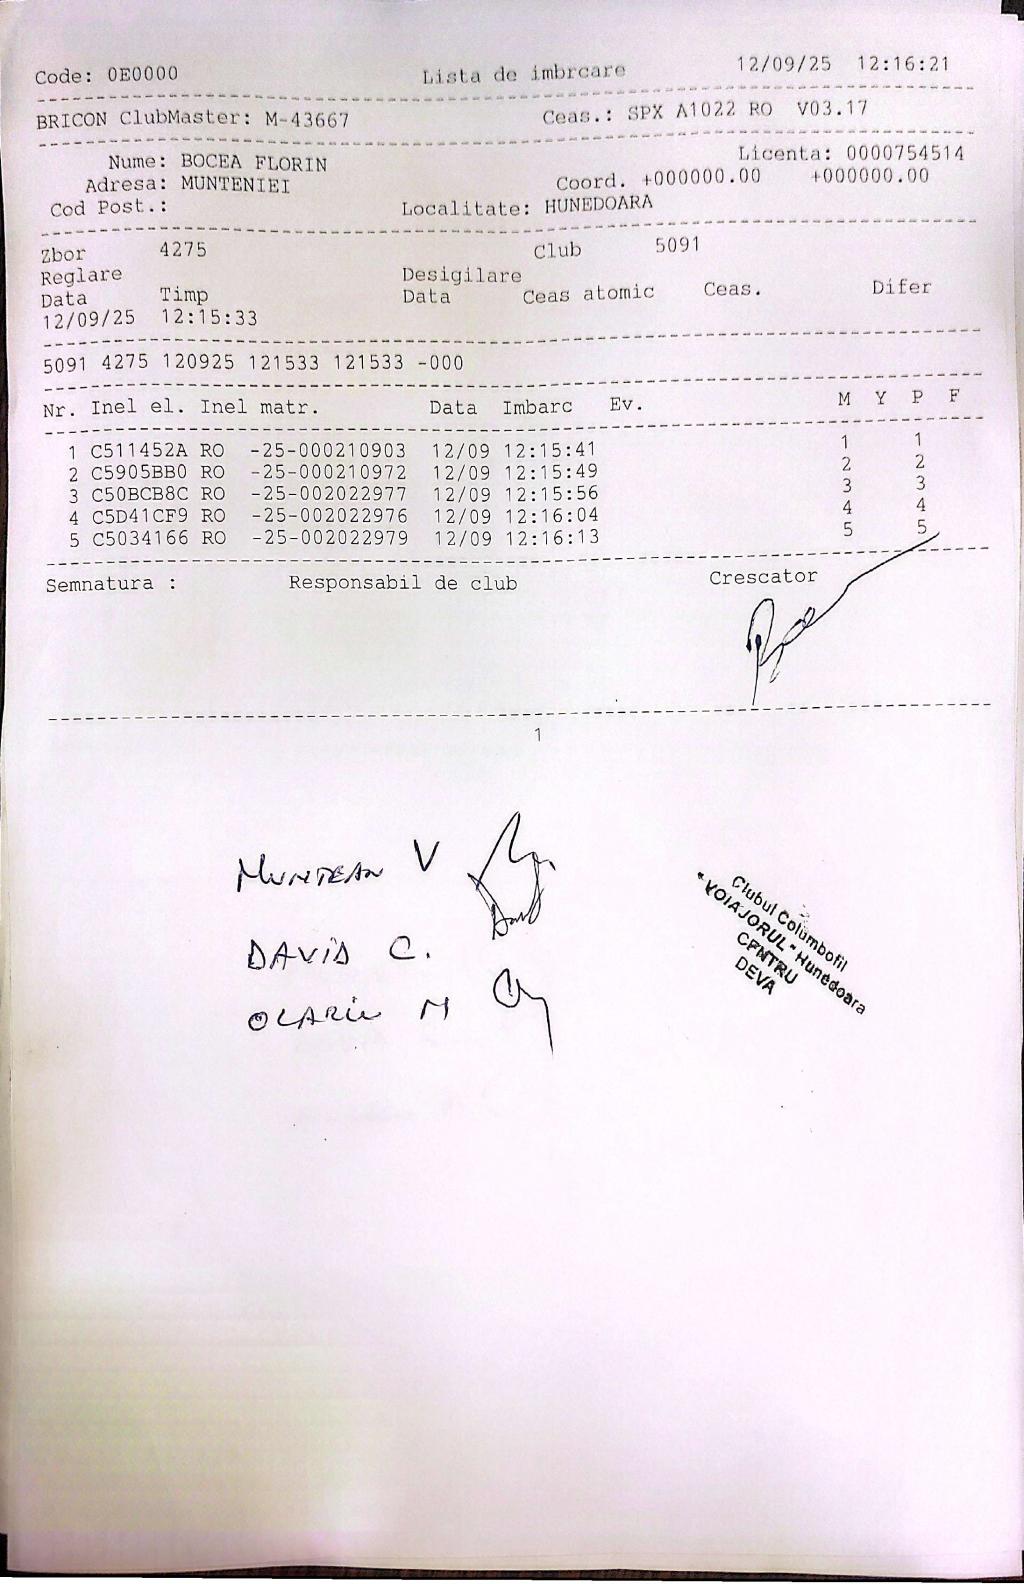 Code: 0E0000 Lista de imbrcare 12/09/25 12:16:21
BRICON ClubMaster: M-43667 Ceas.: SPX A1022 RO V03.17
Nume: BOCEA FLORIN Licenta: 0000754514
Adresa: MUNTENIEI Coord. +000000.00 +000000.00
Cod Post.: Localitate: HUNEDOARA
Zbor 4275 Club 5091
Reglare Desigilare
Data Timp Data Ceas atomic Ceas. Difer
12/09/25 12:15:33
5091 4275 120925 121533 121533 -000
Nr. Inel el. Inel matr. Data Imbarc Ev. M Y P F
1 C511452A RO -25-000210903 12/09 12:15:41 1 1
2 C5905BB0 RO -25-000210972 12/09 12:15:49 2 2
3 C50BCB8C RO -25-002022977 12/09 12:15:56 3 3
4 C5D41CF9 RO -25-002022976 12/09 12:16:04 4 4
5 C5034166 RO -25-002022979 12/09 12:16:13 5 5
Semnatura : Responsabil de club Crescator
1
MUNTEAN V
DAVID C.
OLARIU M
Clubul Columbofil
"VOIAJORUL" Hunedoara
CENTRU
DEVA